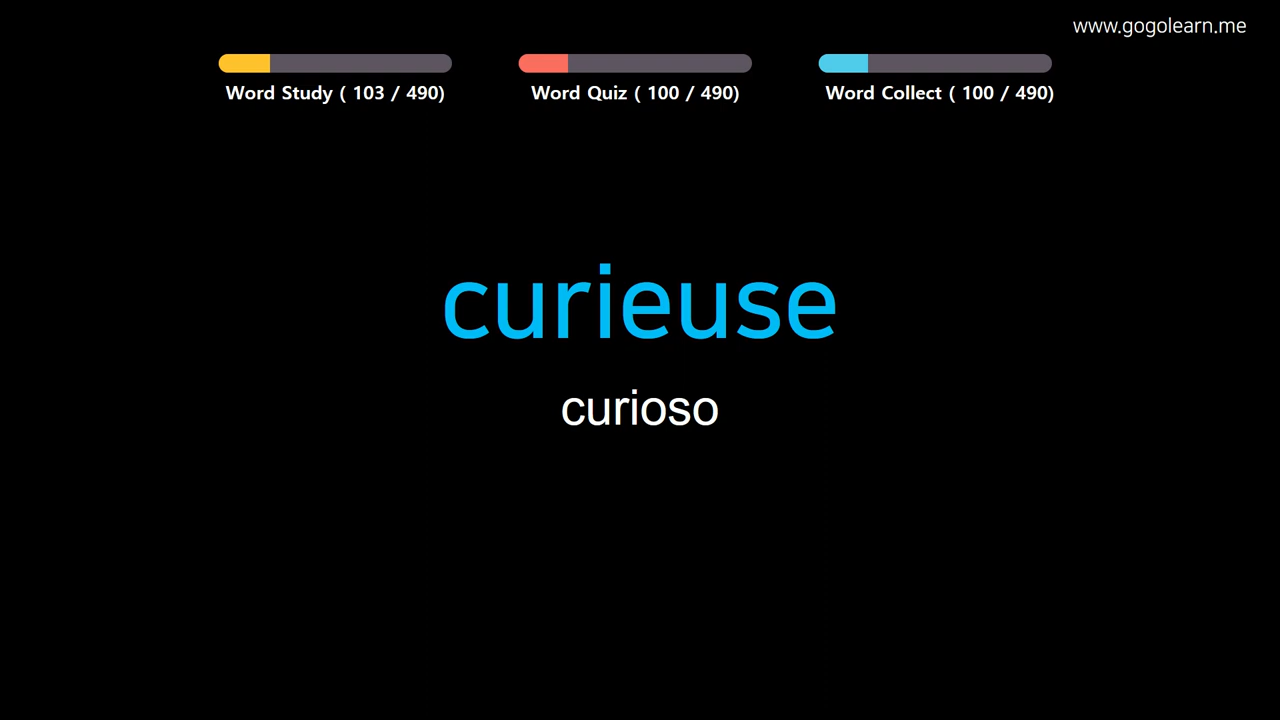 www.gogolearn.me
Word Study ( 103 / 490)
Word Quiz ( 100 / 490)
Word Collect ( 100 / 490)
curieuse
curioso